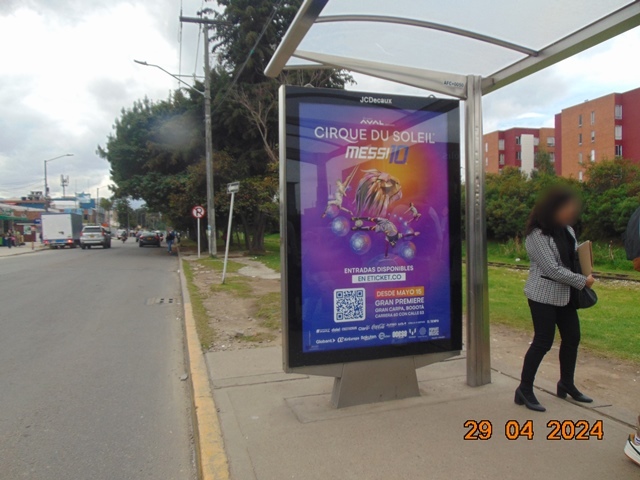 JCDecaux
AVAL
CIRQUE DU SOLEIL
MESSI10
ENTRADAS DISPONIBLES
EN ETICKET.CO
DESDE MAYO 15
GRAN PREMIERE
GRAN CARPA, BOGOTÁ
29 04 2024